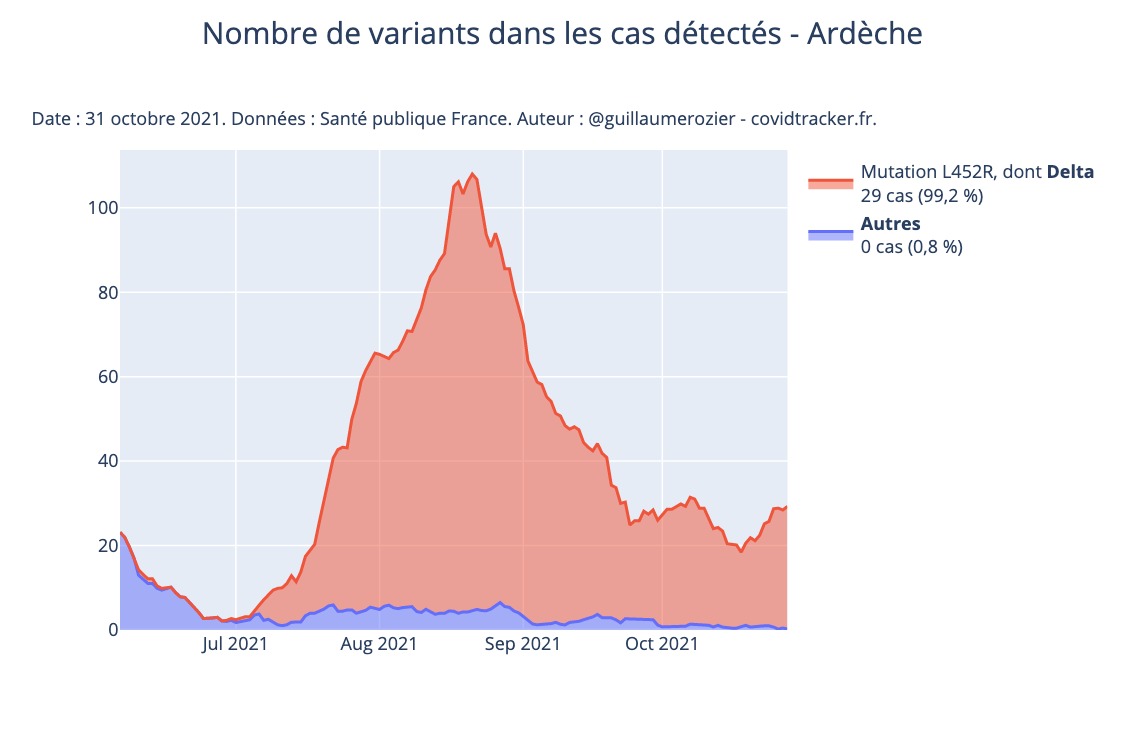 Nombre de variants dans les cas détectés - Ardèche
Date : 31 octobre 2021. Données : Santé publique France. Auteur : @guillaumerozier - covidtracker.fr.
Mutation L452R, dont Delta
29 cas (99,2 %)
Autres
0 cas (0,8 %)
100
80
60
40
20
0
Jul 2021
Aug 2021
Sep 2021
Oct 2021